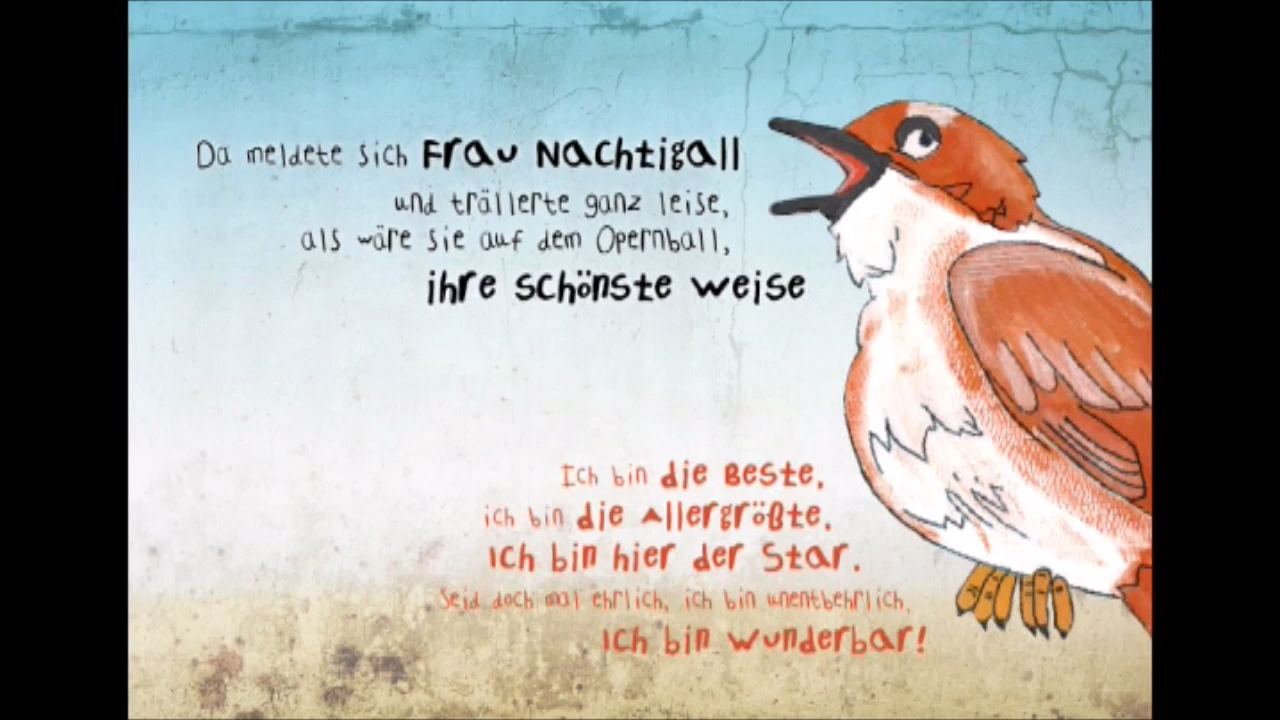 Da meldete sich Frau Nachtigall
und trällerte ganz leise,
als wäre sie auf dem Opernball,
ihre schönste weise
Ich bin die Beste,
ich bin die Allergrößte,
Ich bin hier der Star.
Seid doch mal ehrlich, ich bin unentbehrlich,
Ich bin wunderbar!